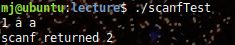 mj@ubuntu:lecture$ ./scanfTest
1 a a
scanf returned 2